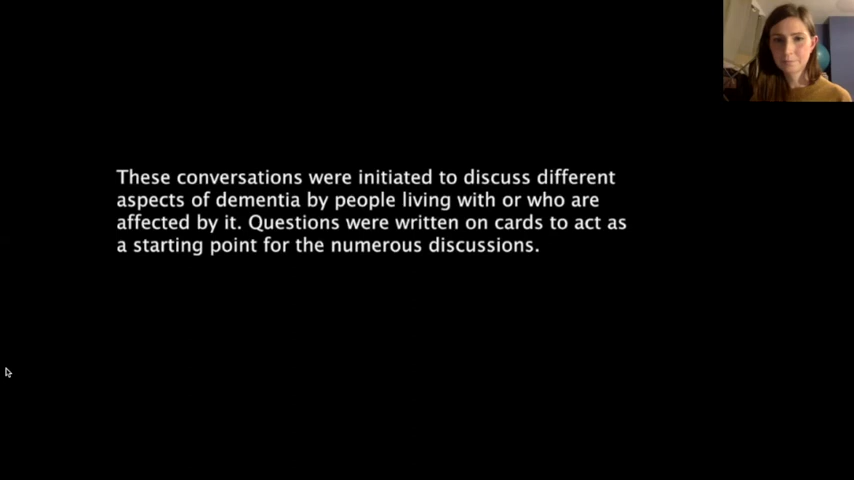 These conversations were initiated to discuss different
aspects of dementia by people living with or who are
affected by it. Questions were written on cards to act as
a starting point for the numerous discussions.